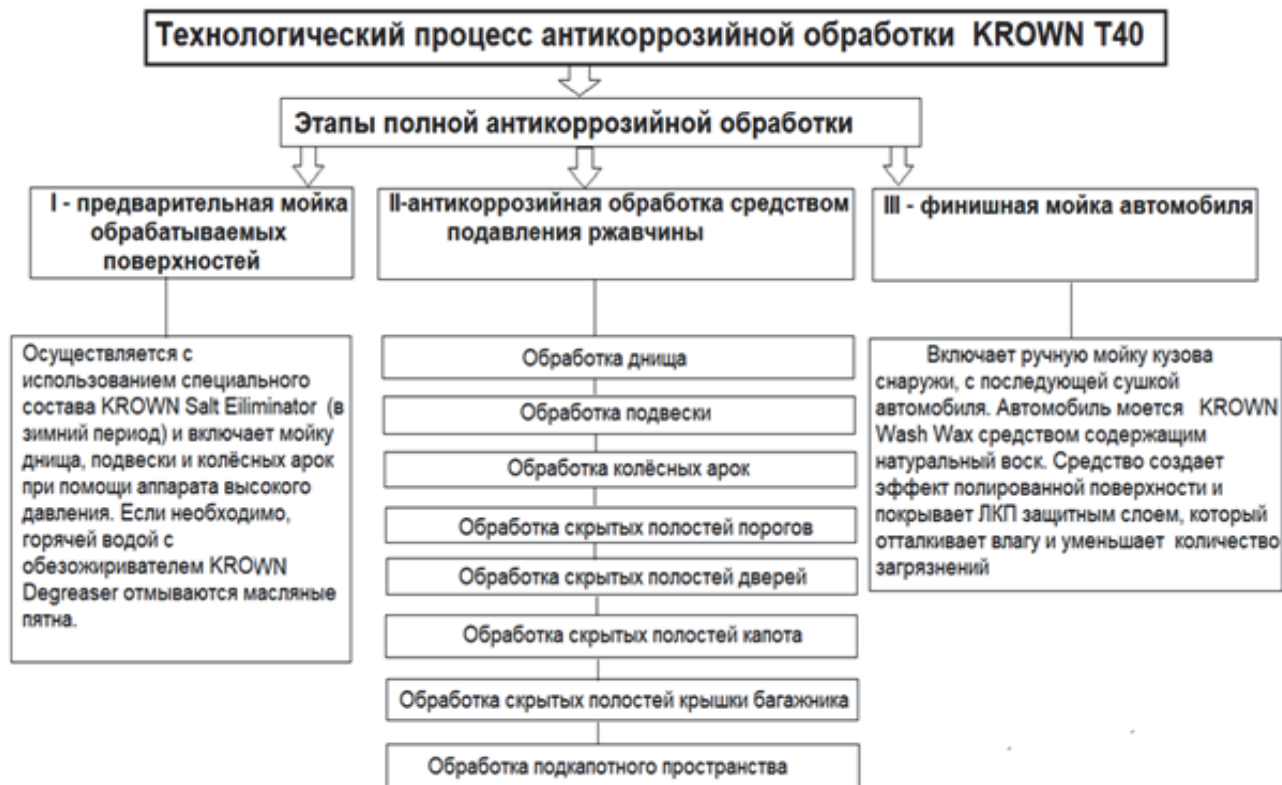 Технологический процесс антикоррозийной обработки KROWN T40
Этапы полной антикоррозийной обработки
I - предварительная мойка
обрабатываемых
поверхностей
II-антикоррозийная обработка средством
подавления ржавчины
III - финишная мойка автомобиля
Осуществляется с
использованием специального
состава KROWN Salt Eiliminator (в
зимний период) и включает мойку
днища, подвески и колёсных арок
при помощи аппарата высокого
давления. Если необходимо,
горячей водой с
обезожиривателем KROWN
Degreaser отмываются масляные
пятна.
Обработка днища
Обработка подвески
Обработка колёсных арок
Обработка скрытых полостей порогов
Обработка скрытых полостей дверей
Обработка скрытых полостей капота
Обработка скрытых полостей крышки багажника
Обработка подкапотного пространства
Включает ручную мойку кузова
снаружи, с последующей сушкой
автомобиля. Автомобиль моется KROWN
Wash Wax средством содержащим
натуральный воск. Средство создает
эффект полированной поверхности и
покрывает ЛКП защитным слоем, который
отталкивает влагу и уменьшает количество
загрязнений